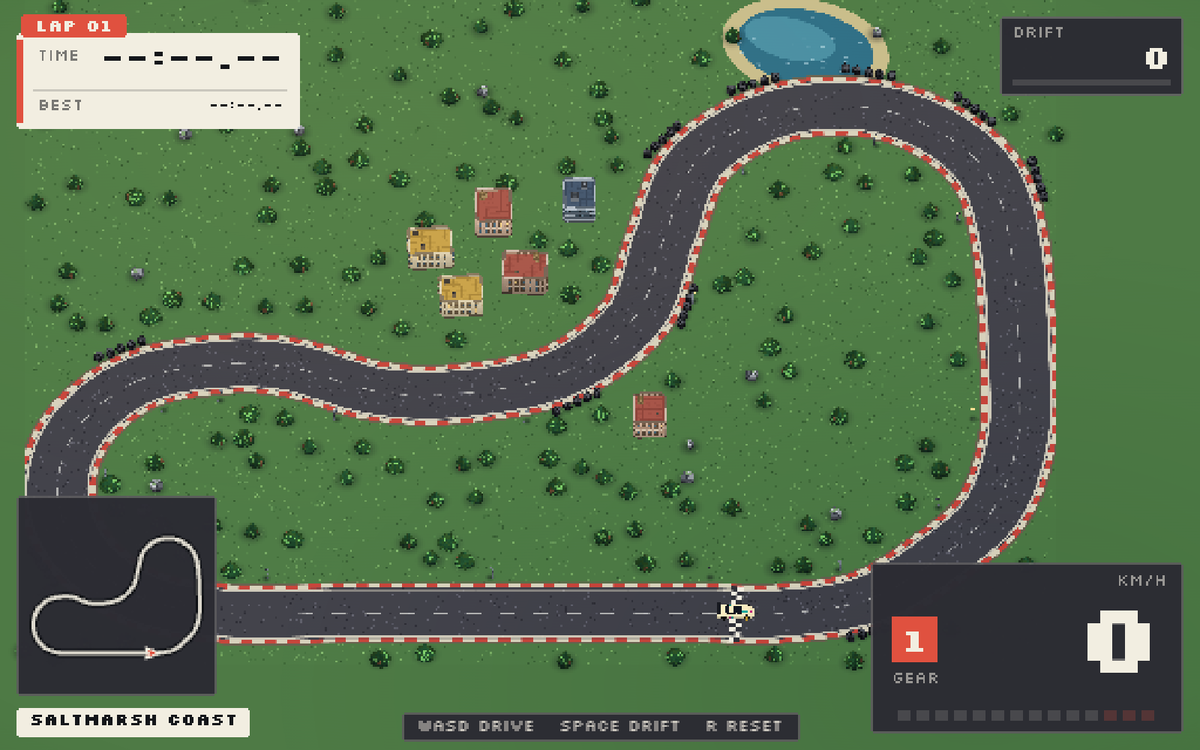 LAP 01
TIME --:--.--
BEST --:--.--
DRIFT
0
KM/H
1
0
GEAR
SALTMARSH COAST
WASD DRIVE SPACE DRIFT R RESET